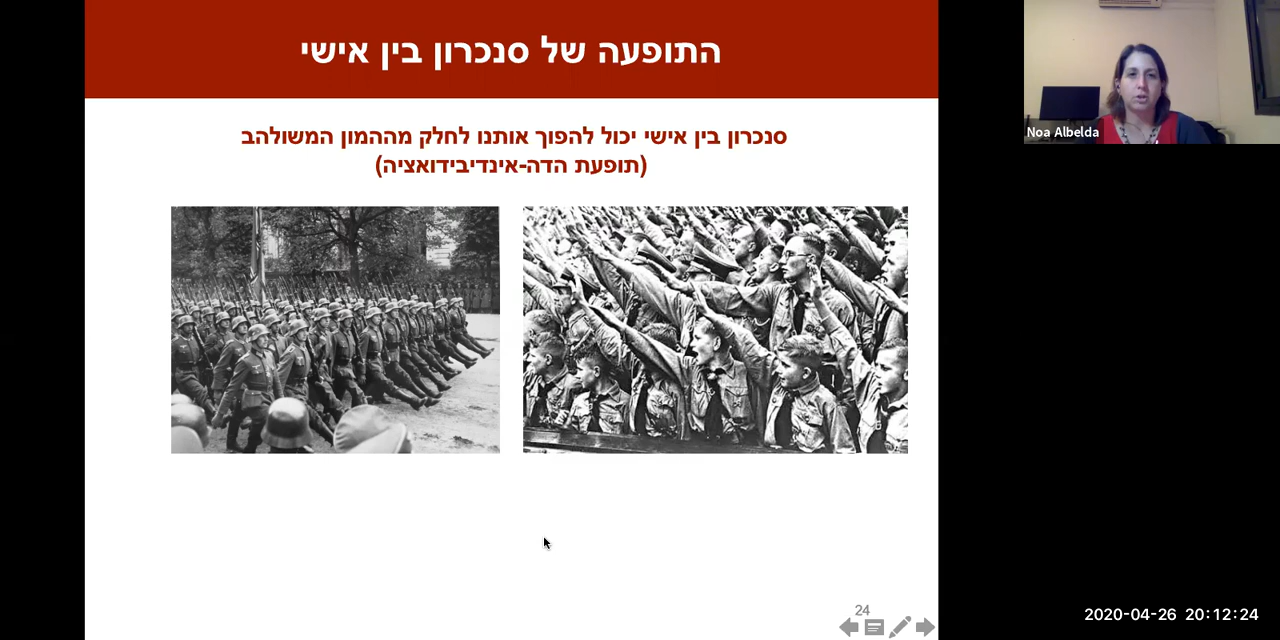 התופעה של סנכרון בין אישי
סנכרון בין אישי יכול להפוך אותנו לחלק מההמון המשולהב
(תופעת הדה-אינדיבידואציה)
Noa Albelda
24
2020-04-26 20:12:24